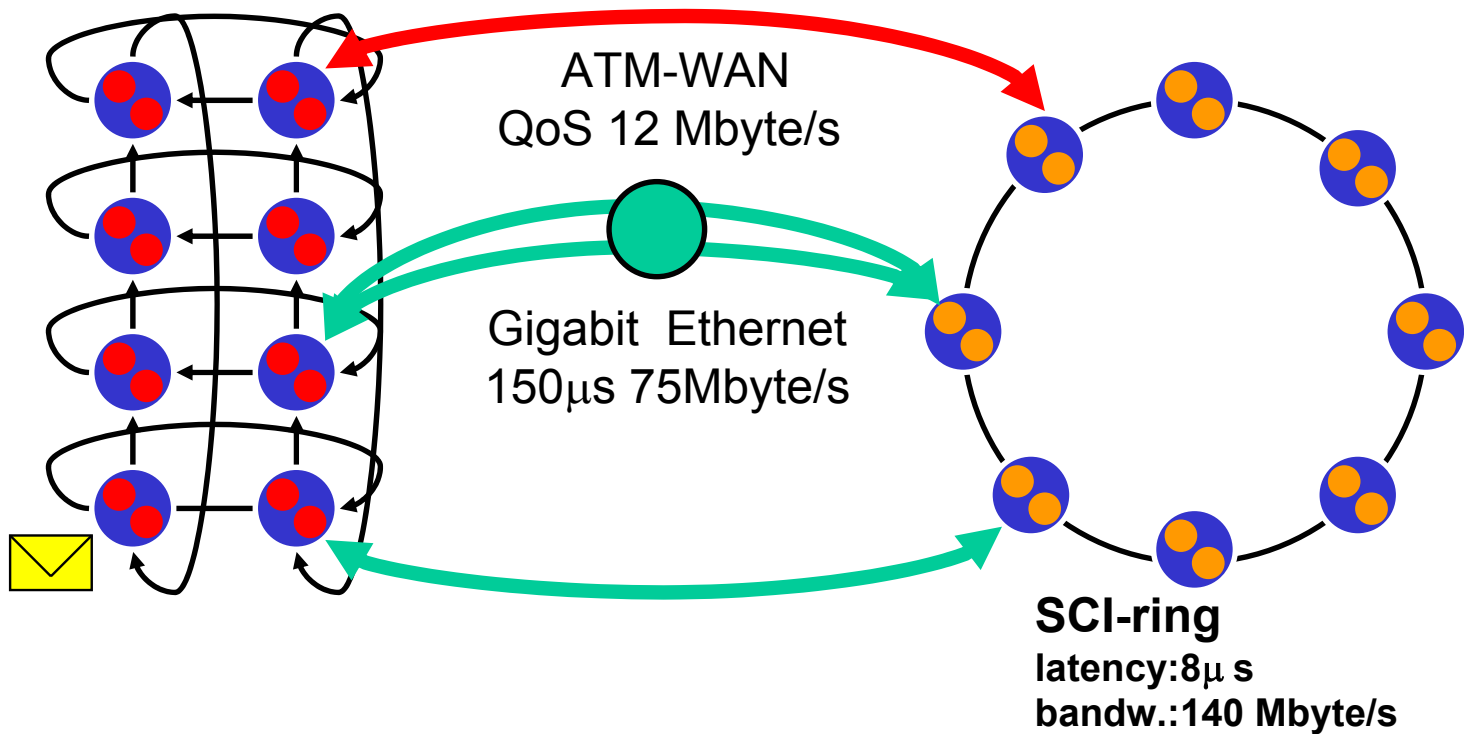 ATM-WAN
QoS 12 Mbyte/s
Gigabit Ethernet
150μs 75Mbyte/s
SCI-ring
latency:8μ s
bandw.:140 Mbyte/s